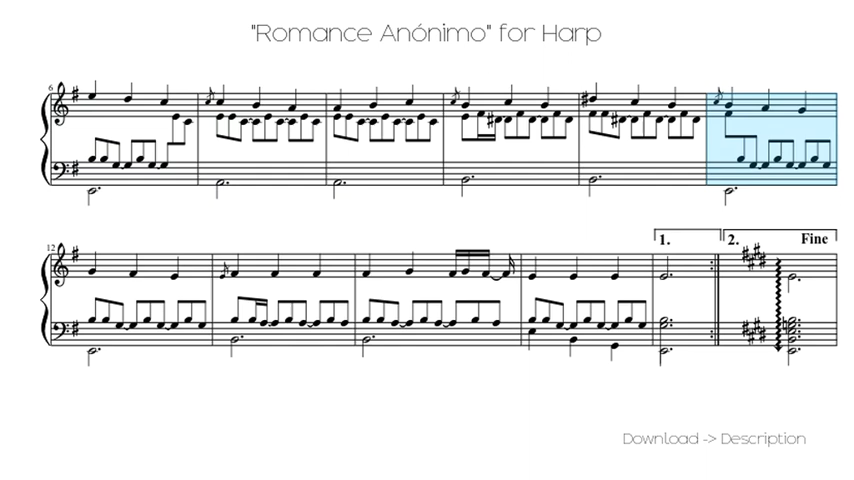 "Romance Anónimo" for Harp
6
12
1.
2.
Fine
Download -> Description